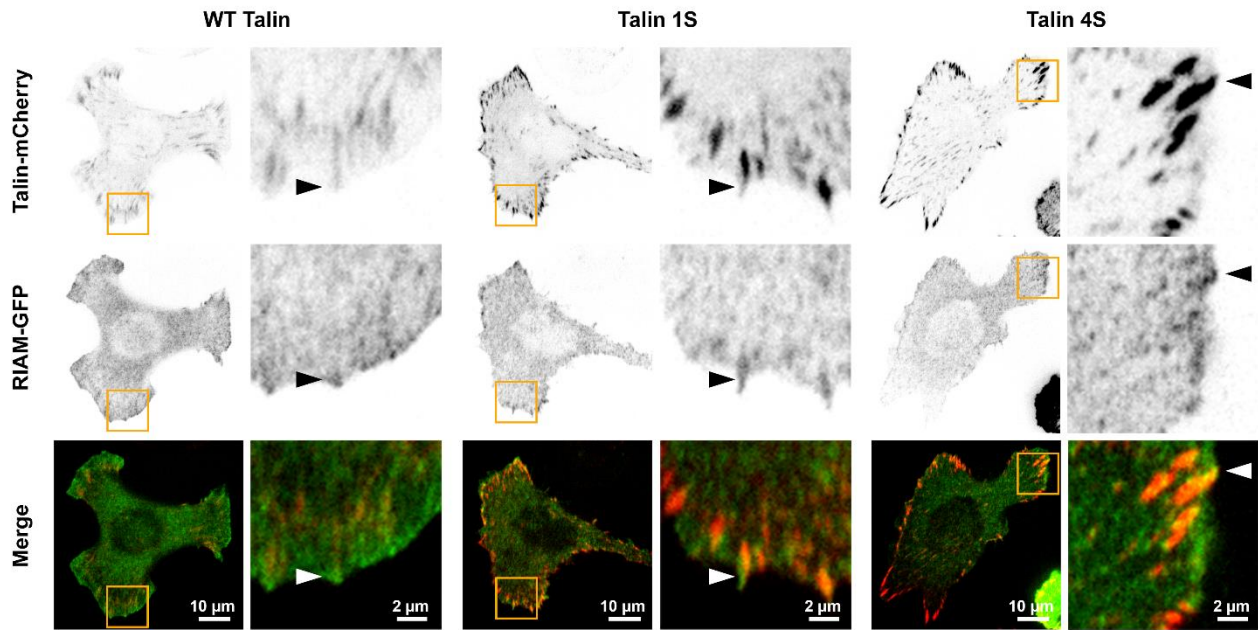 WT Talin
Talin 1S
Talin 4S
Talin-mCherry
RIAM-GFP
Merge
10 µm
2 µm
10 µm
2 µm
10 µm
2 µm